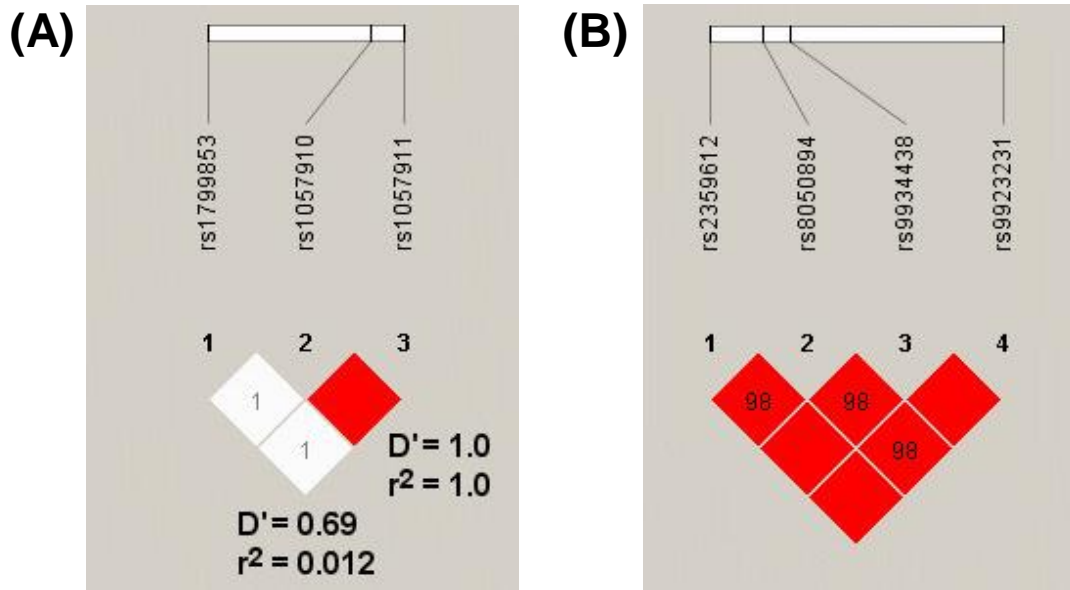 (A)
rs1799853
rs1057910
rs1057911
1 2 3
1
1
D' = 1.0
r² = 1.0
D' = 0.69
r² = 0.012
(B)
rs2359612
rs8050894
rs9934438
rs9923231
1 2 3 4
98 98
98